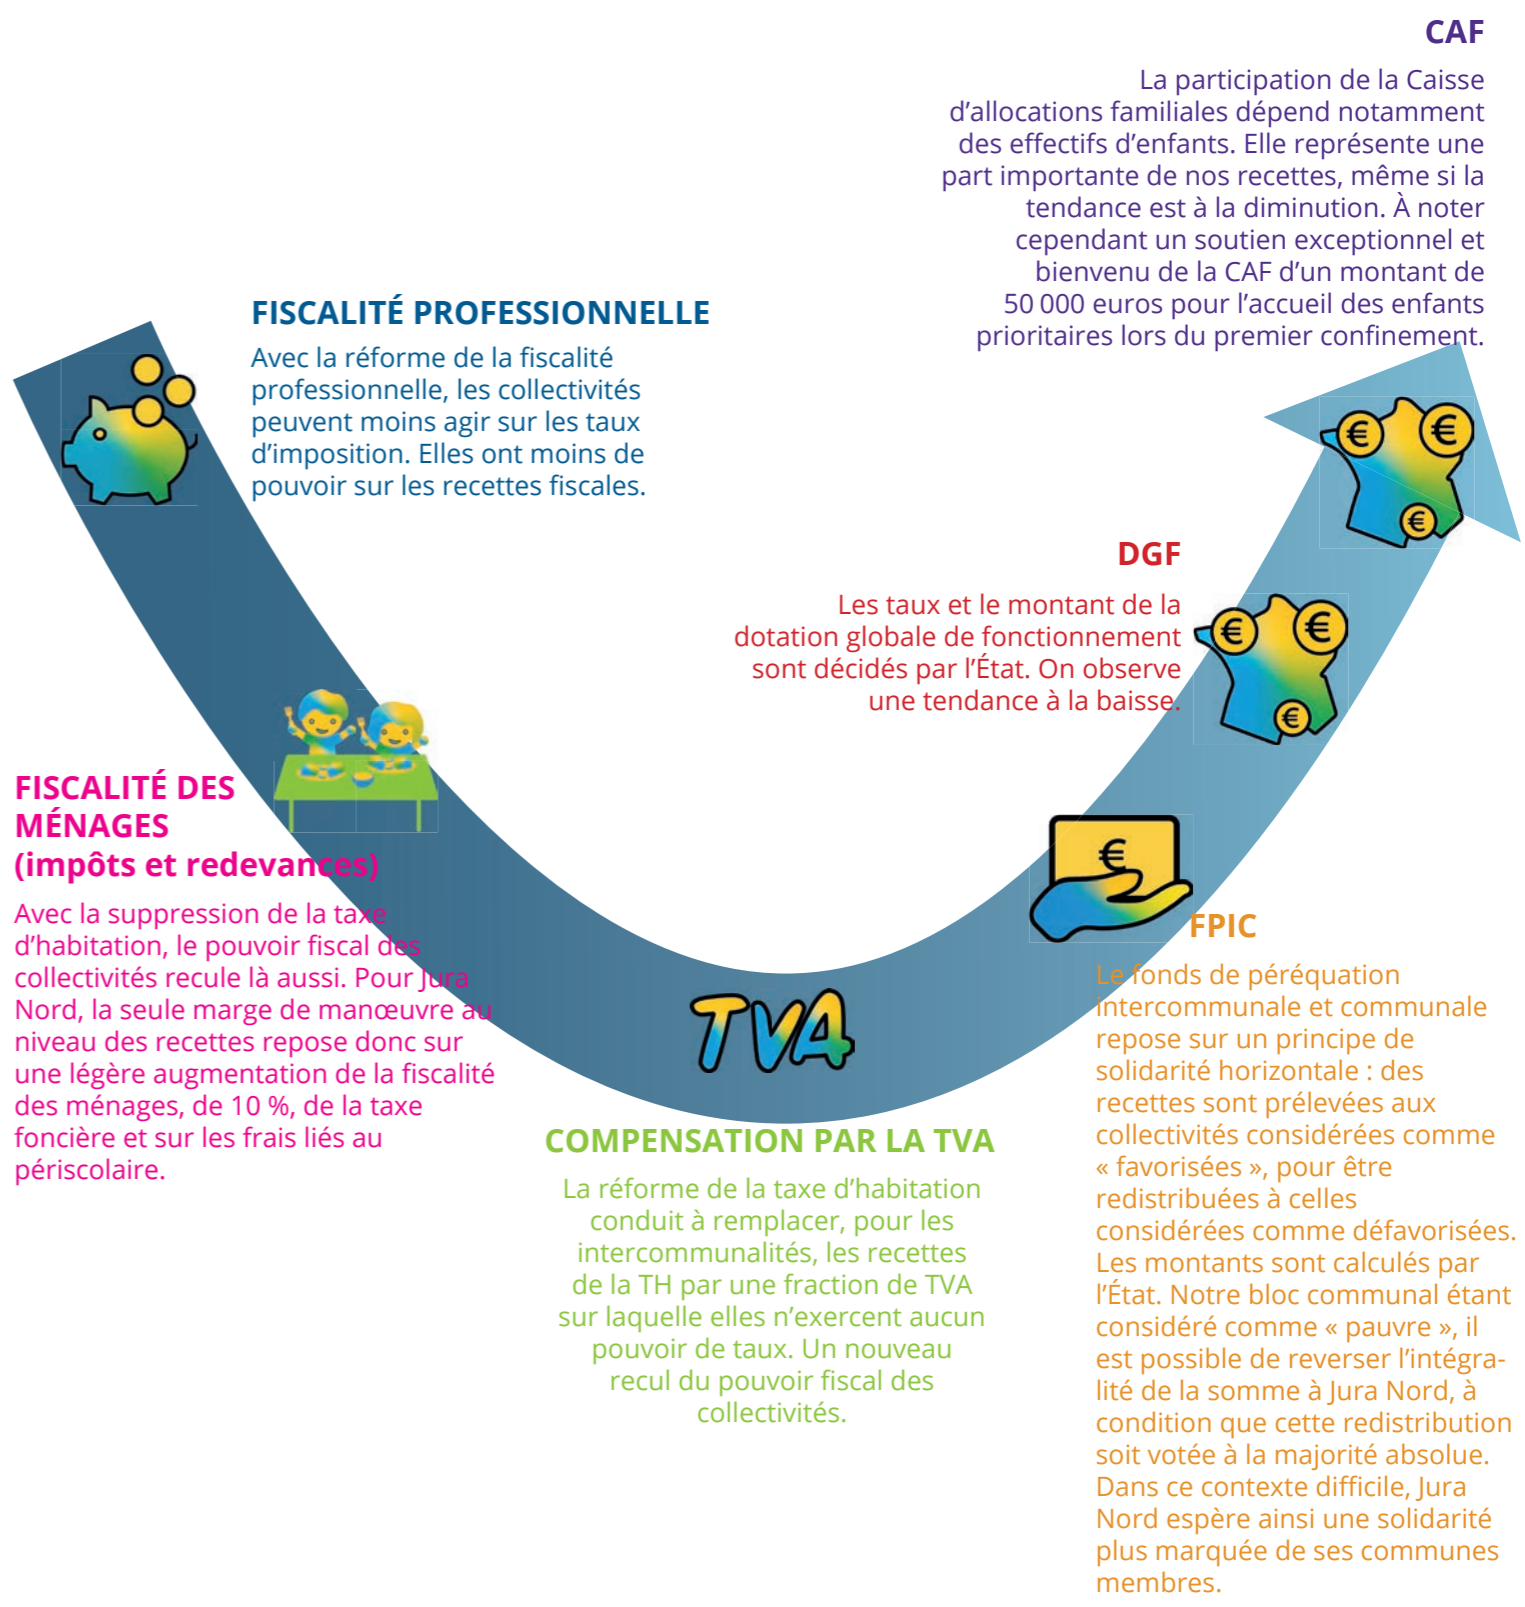 CAF
La participation de la Caisse
d’allocations familiales dépend notamment
des effectifs d’enfants. Elle représente une
part importante de nos recettes, même si la
tendance est à la diminution. À noter
cependant un soutien exceptionnel et
bienvenu de la CAF d’un montant de
50 000 euros pour l’accueil des enfants
prioritaires lors du premier confinement.
FISCALITÉ PROFESSIONNELLE
Avec la réforme de la fiscalité
professionnelle, les collectivités
peuvent moins agir sur les taux
d’imposition. Elles ont moins de
pouvoir sur les recettes fiscales.
€
€
€
DGF
Les taux et le montant de la
dotation globale de fonctionnement
sont décidés par l’État. On observe
une tendance à la baisse.
€
€
€
FISCALITÉ DES
MÉNAGES
(impôts et redevances)
Avec la suppression de la taxe
d’habitation, le pouvoir fiscal des
collectivités recule là aussi. Pour Jura
Nord, la seule marge de manœuvre au
niveau des recettes repose donc sur
une légère augmentation de la fiscalité
des ménages, de 10 %, de la taxe
foncière et sur les frais liés au
périscolaire.
TVA
COMPENSATION PAR LA TVA
La réforme de la taxe d’habitation
conduit à remplacer, pour les
intercommunalités, les recettes
de la TH par une fraction de TVA
sur laquelle elles n’exercent aucun
pouvoir de taux. Un nouveau
recul du pouvoir fiscal des
collectivités.
€
FPIC
Le fonds de péréquation
intercommunale et communale
repose sur un principe de
solidarité horizontale : des
recettes sont prélevées aux
collectivités considérées comme
« favorisées », pour être
redistribuées à celles
considérées comme défavorisées.
Les montants sont calculés par
l’État. Notre bloc communal étant
considéré comme « pauvre », il
est possible de reverser l’intégra-
lité de la somme à Jura Nord, à
condition que cette redistribution
soit votée à la majorité absolue.
Dans ce contexte difficile, Jura
Nord espère ainsi une solidarité
plus marquée de ses communes
membres.